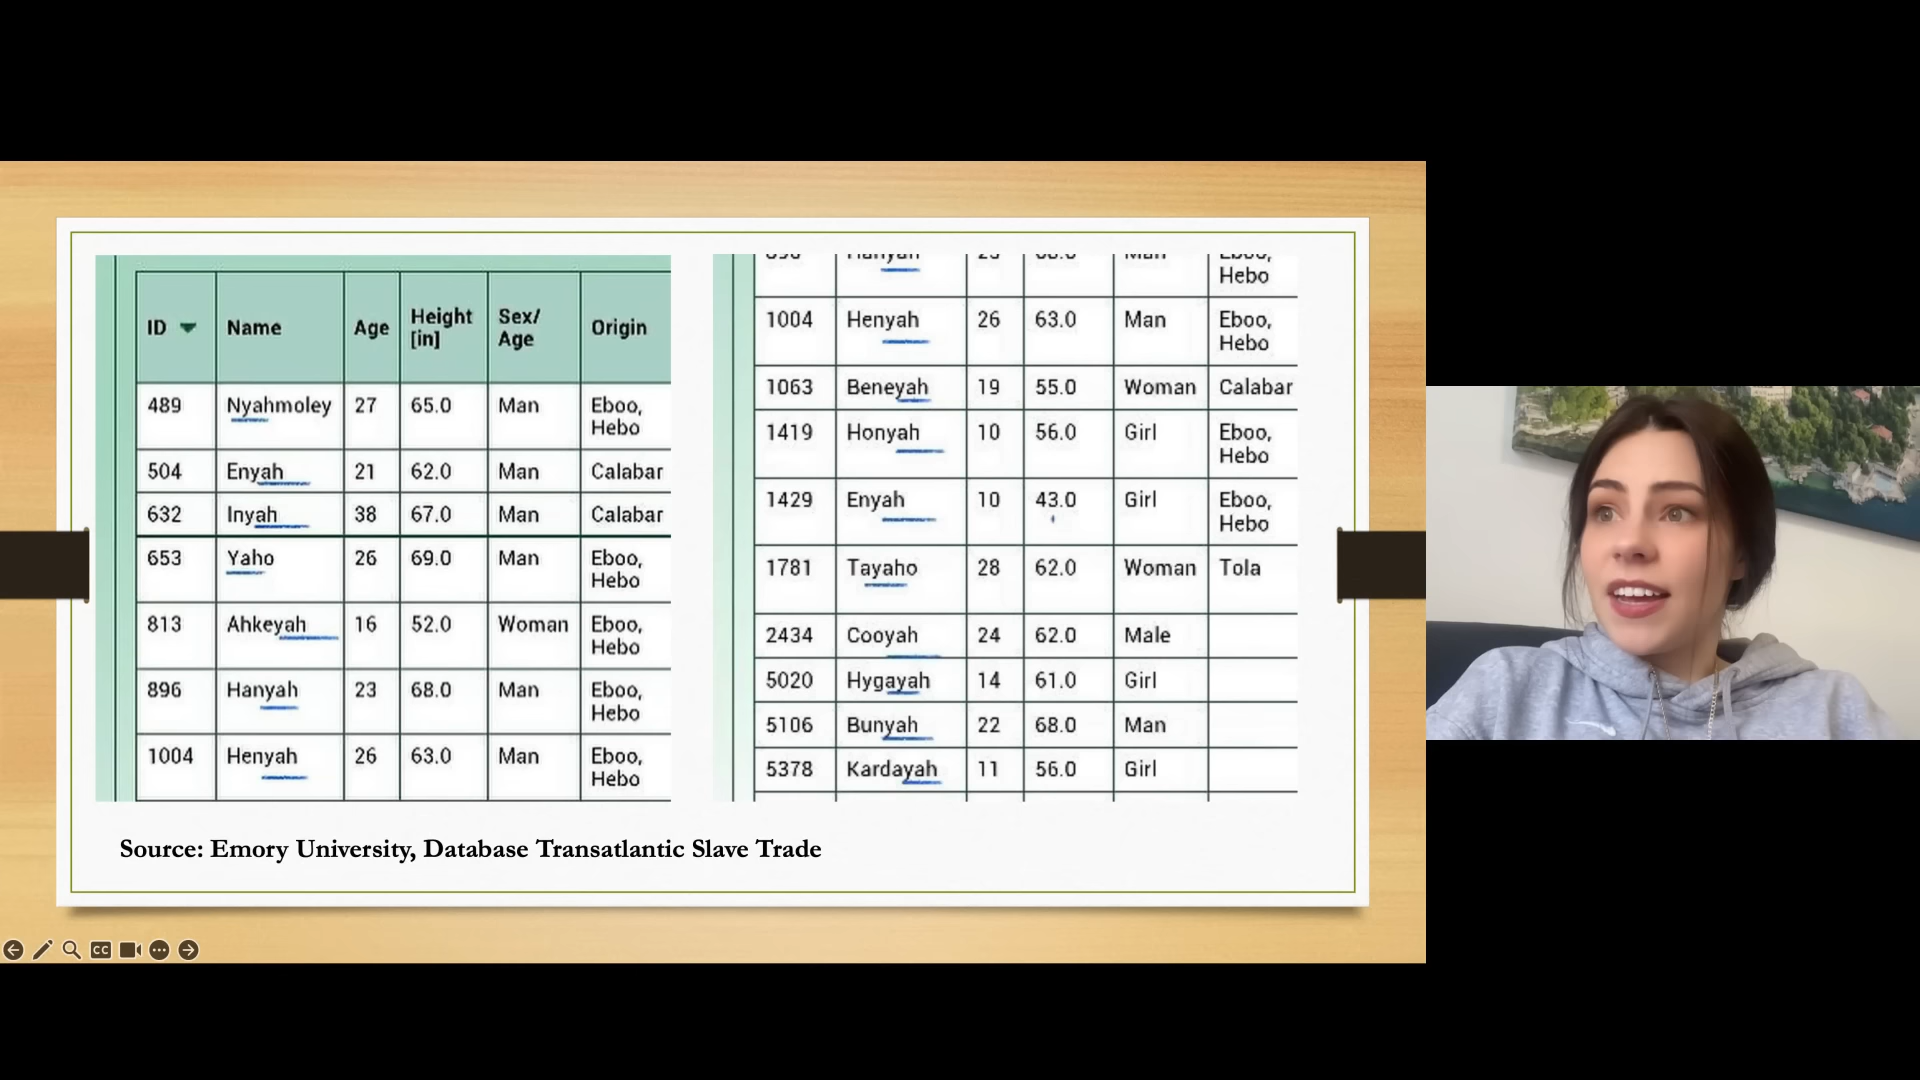 ID Name Age Height [in] Sex/ Age Origin
489 Nyahmoley 27 65.0 Man Eboo, Hebo
504 Enyah 21 62.0 Man Calabar
632 Inyah 38 67.0 Man Calabar
653 Yaho 26 69.0 Man Eboo, Hebo
813 Ahkeyah 16 52.0 Woman Eboo, Hebo
896 Hanyah 23 68.0 Man Eboo, Hebo
1004 Henyah 26 63.0 Man Eboo, Hebo
Hebo
1004 Henyah 26 63.0 Man Eboo, Hebo
1063 Beneyah 19 55.0 Woman Calabar
1419 Honyah 10 56.0 Girl Eboo, Hebo
1429 Enyah 10 43.0 Girl Eboo, Hebo
1781 Tayaho 28 62.0 Woman Tola
2434 Cooyah 24 62.0 Male
5020 Hygayah 14 61.0 Girl
5106 Bunyah 22 68.0 Man
5378 Kardayah 11 56.0 Girl
Source: Emory University, Database Transatlantic Slave Trade
CC